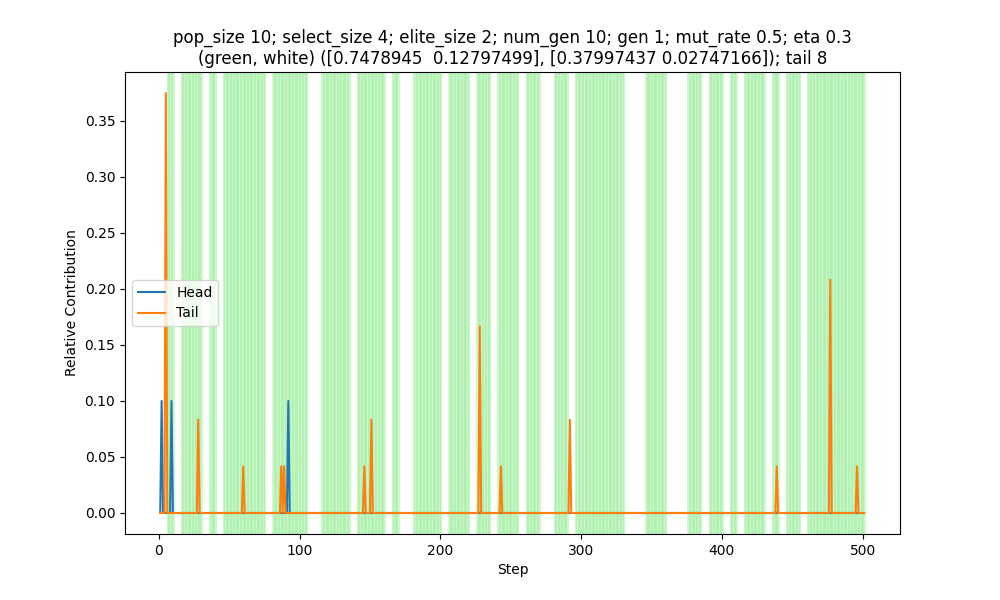 pop_size 10; select_size 4; elite_size 2; num_gen 10; gen 1; mut_rate 0.5; eta 0.3
(green, white) ([0.7478945  0.12797499], [0.37997437 0.02747166]); tail 8
Relative Contribution
0.35
0.30
0.25
0.20
0.15
0.10
0.05
0.00
Head
Tail
0 100 200 300 400 500
Step